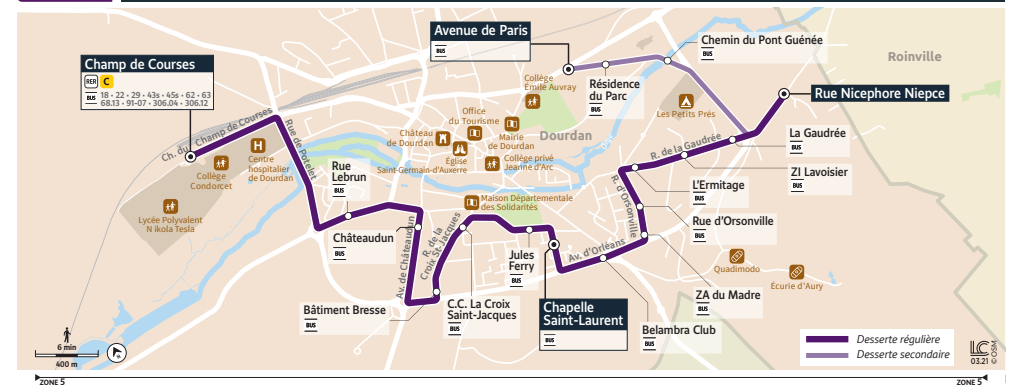 Avenue de Paris
BUS
Chemin du Pont Guénée
BUS
Roinville
Champ de Courses
RER C
BUS 18 • 22 • 29 • 43s • 45s • 62 • 63
68.13 • 91-07 • 306.04 • 306.12
Collège
Émile Auvray
Résidence
du Parc
BUS
Les Petits Prés
Rue Nicephore Niepce
Office
du Tourisme
Mairie
de Dourdan
Dourdan
Château
de Dourdan
Église
Saint-Germain-d'Auxerre
Collège privé
Jeanne d'Arc
Ch. du Champ de Courses
Rue de Potelet
Centre
hospitalier
de Dourdan
Collège
Condorcet
Lycée Polyvalent
N ikola Tesla
Rue
Lebrun
BUS
Maison Départementale
des Solidarités
R. de la Gaudrée
La Gaudrée
BUS
ZI Lavoisier
BUS
L'Ermitage
BUS
R. d'Orsonville
Rue d'Orsonville
BUS
Châteaudun
BUS
Av. de Châteaudun
R. de la
Croix St-Jacques
Jules
Ferry
BUS
Av. d'Orléans
Quadimodo
Écurie d'Aury
ZA du Madre
BUS
Bâtiment Bresse
BUS
C.C. La Croix
Saint-Jacques
BUS
Chapelle
Saint-Laurent
BUS
Belambra Club
BUS
6 min
400 m
N
Desserte régulière
Desserte secondaire
LC
03.21
© OSM
ZONE 5
ZONE 5